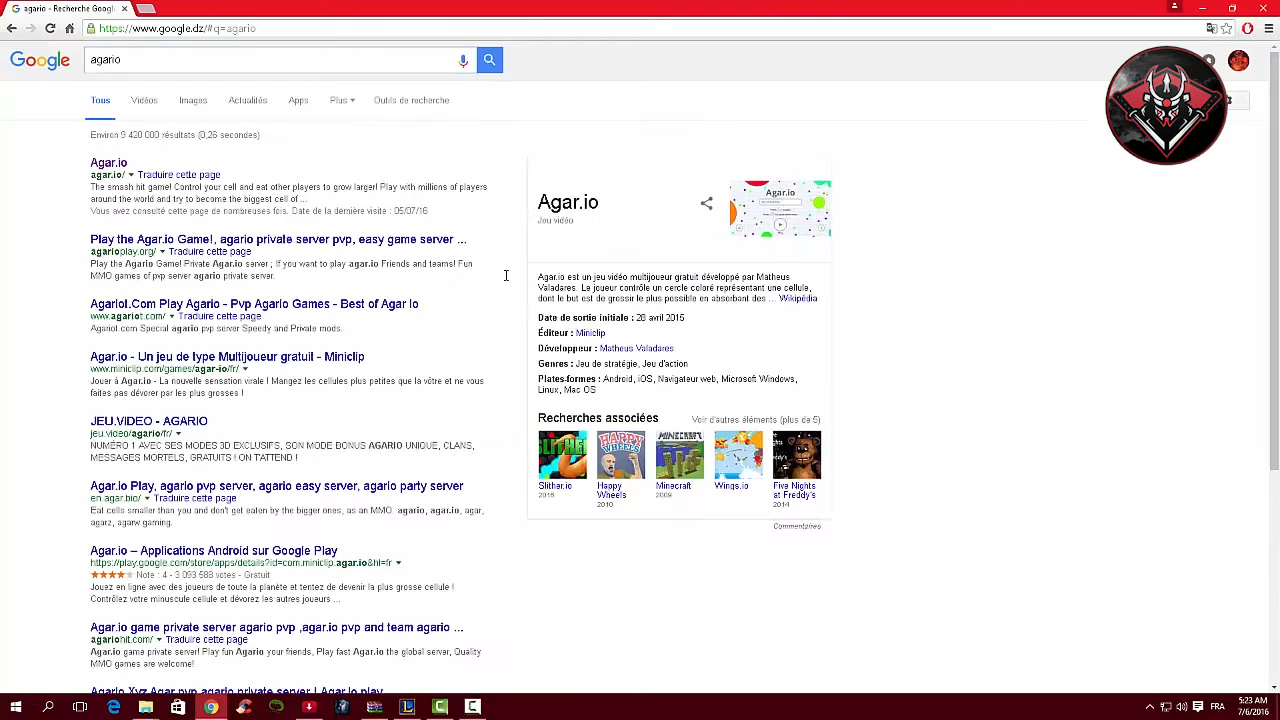 agario - Recherche Google
https://www.google.dz/#q=agario
Google
agario
Tous
Vidéos
Images
Actualités
Apps
Plus
Outils de recherche
Environ 9 420 000 résultats (0,26 secondes)
Agar.io
agar.io/ Traduire cette page
The smash hit game! Control your cell and eat other players to grow larger! Play with millions of players
around the world and try to become the biggest cell of ...
Vous avez consulté cette page de nombreuses fois. Date de dernière visite : 05/07/16
Play the Agar.io Game!, agario private server pvp, easy game server ...
agarioplay.org/ Traduire cette page
Play the Agario Game! Private Agar.io server ; If you want to play agar.io Friends and teams! Fun
MMO games of pvp server agario private server.
Agariot.Com Play Agario - Pvp Agario Games - Best of Agar Io
www.agariot.com/ Traduire cette page
Agariot.com Special agario pvp server Speedy and Private mods.
Agar.io - Un jeu de type Multijoueur gratuit - Miniclip
www.miniclip.com/games/agar-io/fr/
Jouer à Agar.io - La nouvelle sensation virale ! Mangez les cellules plus petites que la vôtre et ne vous
faites pas dévorer par les plus grosses !
JEU.VIDEO - AGARIO
jeu.video/agario/fr/
NUMÉRO 1 AVEC SES MODES 3D EXCLUSIFS, SON MODE BONUS AGARIO UNIQUE, CLANS,
MESSAGES MORTELS, GRATUITS ! ON T'ATTEND !
Agar.io Play, agario pvp server, agario easy server, agario party server
en.agar.bio/ Traduire cette page
Eat cells smaller than you and don't get eaten by the bigger ones, as an MMO. agario, agar.io, agar,
agarz, agarw gaming.
Agar.io – Applications Android sur Google Play
https://play.google.com/store/apps/details?id=com.miniclip.agar.io&hl=fr
Note : 4 - 3 093 588 votes - Gratuit
Jouez en ligne avec des joueurs de toute la planète et tentez de devenir la plus grosse cellule !
Contrôlez votre minuscule cellule et dévorez les autres joueurs ...
Agar.io game private server agario pvp ,agar.io pvp and team agario ...
agariohit.com/ Traduire cette page
Agar.io game private server! Play fun Agario your friends, Play fast Agar.io the global server, Quality
MMO games are welcome!
Agario Xyz Agar pvp agario private server ! Agar.io play
Agar.io
Jeu vidéo
Agar.io
Agar.io est un jeu vidéo multijoueur gratuit développé par Matheus
Valadares. Le joueur contrôle un cercle coloré représentant une cellule,
dont le but est de grossir le plus possible en absorbant des ... Wikipédia
Date de sortie initiale : 28 avril 2015
Éditeur : Miniclip
Développeur : Matheus Valadares
Genres : Jeu de stratégie, Jeu d'action
Plates-formes : Android, iOS, Navigateur web, Microsoft Windows,
Linux, Mac OS
Recherches associées
Voir d'autres éléments (plus de 5)
SLITHER
HAPPY WHEELS
MINECRAFT
Slither.io
2016
Happy
Wheels
2010
Minecraft
2009
Wings.io
Five Nights
at Freddy's
2014
Commentaires
FRA
5:23 AM
7/6/2016